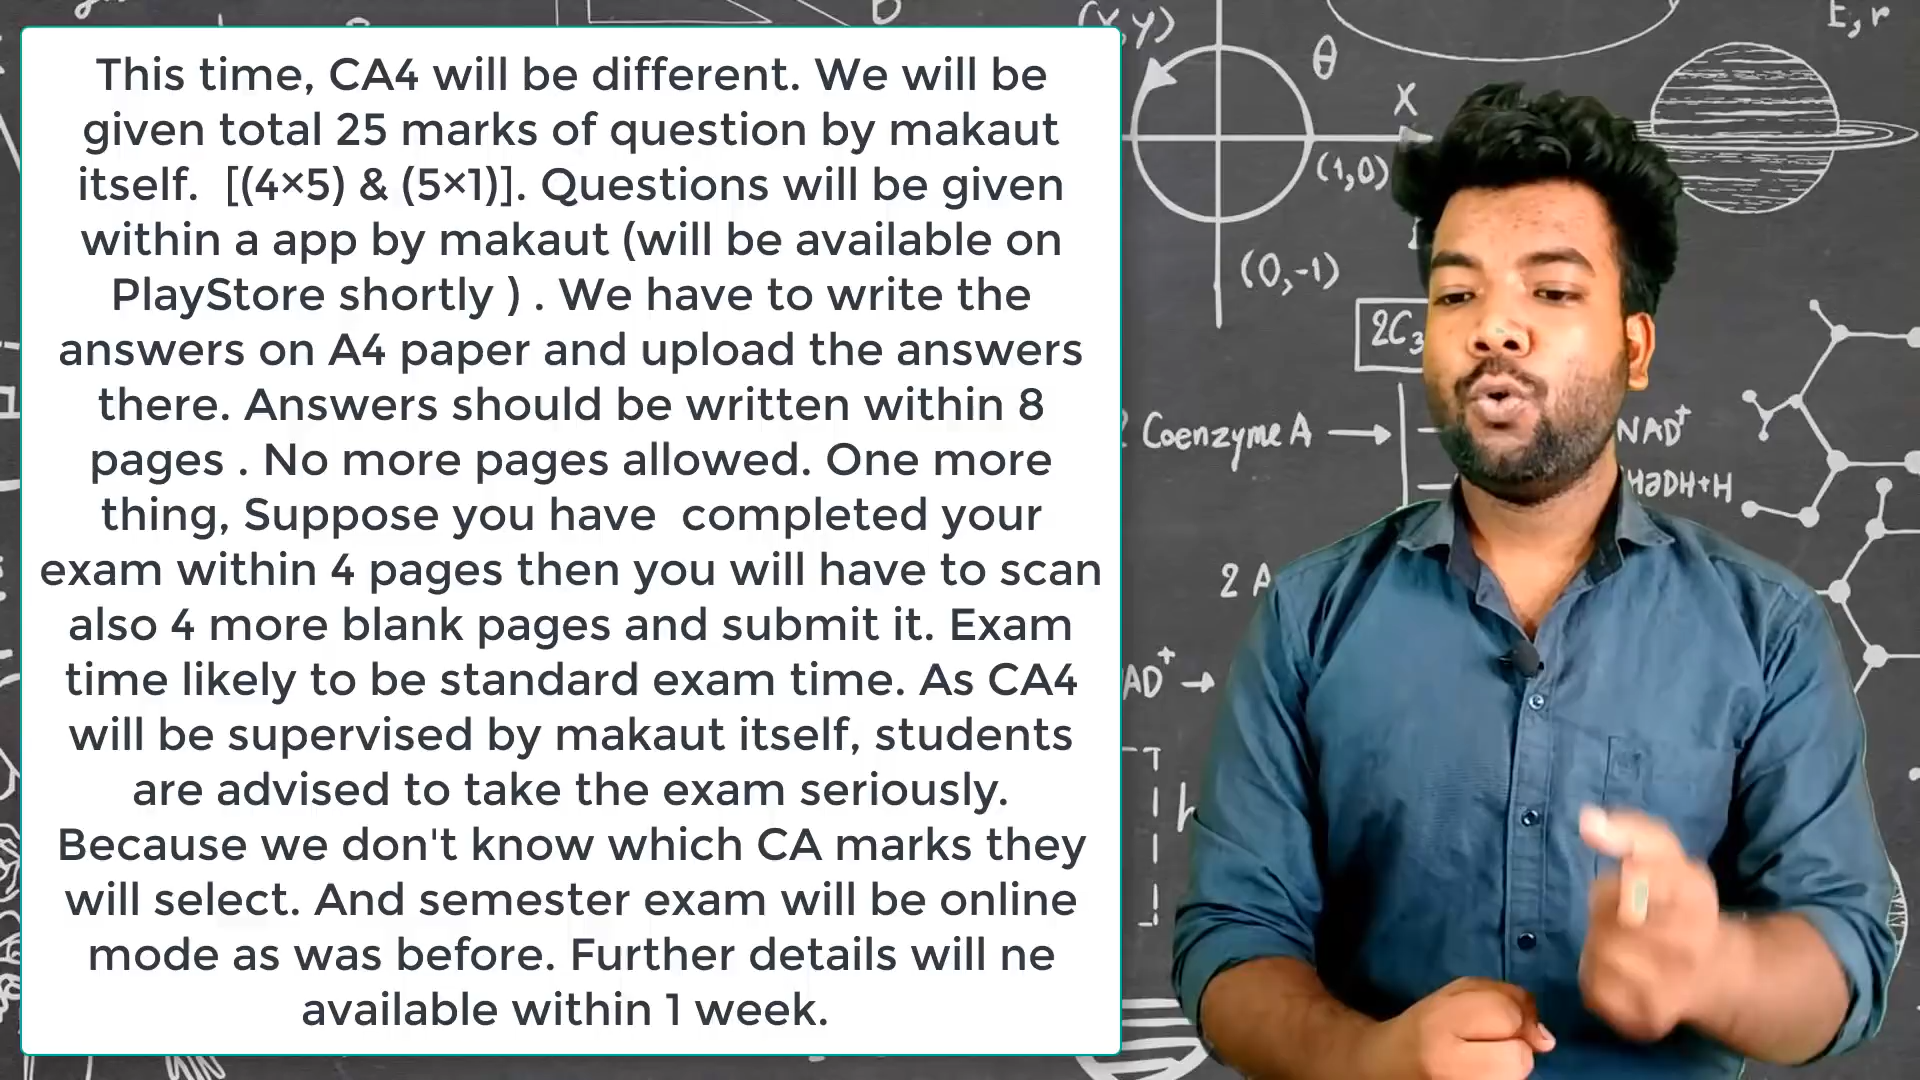 This time, CA4 will be different. We will be
given total 25 marks of question by makaut
itself.  [(4×5) & (5×1)]. Questions will be given
within a app by makaut (will be available on
PlayStore shortly ) . We have to write the
answers on A4 paper and upload the answers
there. Answers should be written within 8
pages . No more pages allowed. One more
thing, Suppose you have  completed your
exam within 4 pages then you will have to scan
also 4 more blank pages and submit it. Exam
time likely to be standard exam time. As CA4
will be supervised by makaut itself, students
are advised to take the exam seriously.
Because we don't know which CA marks they
will select. And semester exam will be online
mode as was before. Further details will ne
available within 1 week.
θ
E,r
X
(1,0)
(0,-1)
2C₃
Coenzyme A
NAD⁺
2 A
AD⁺